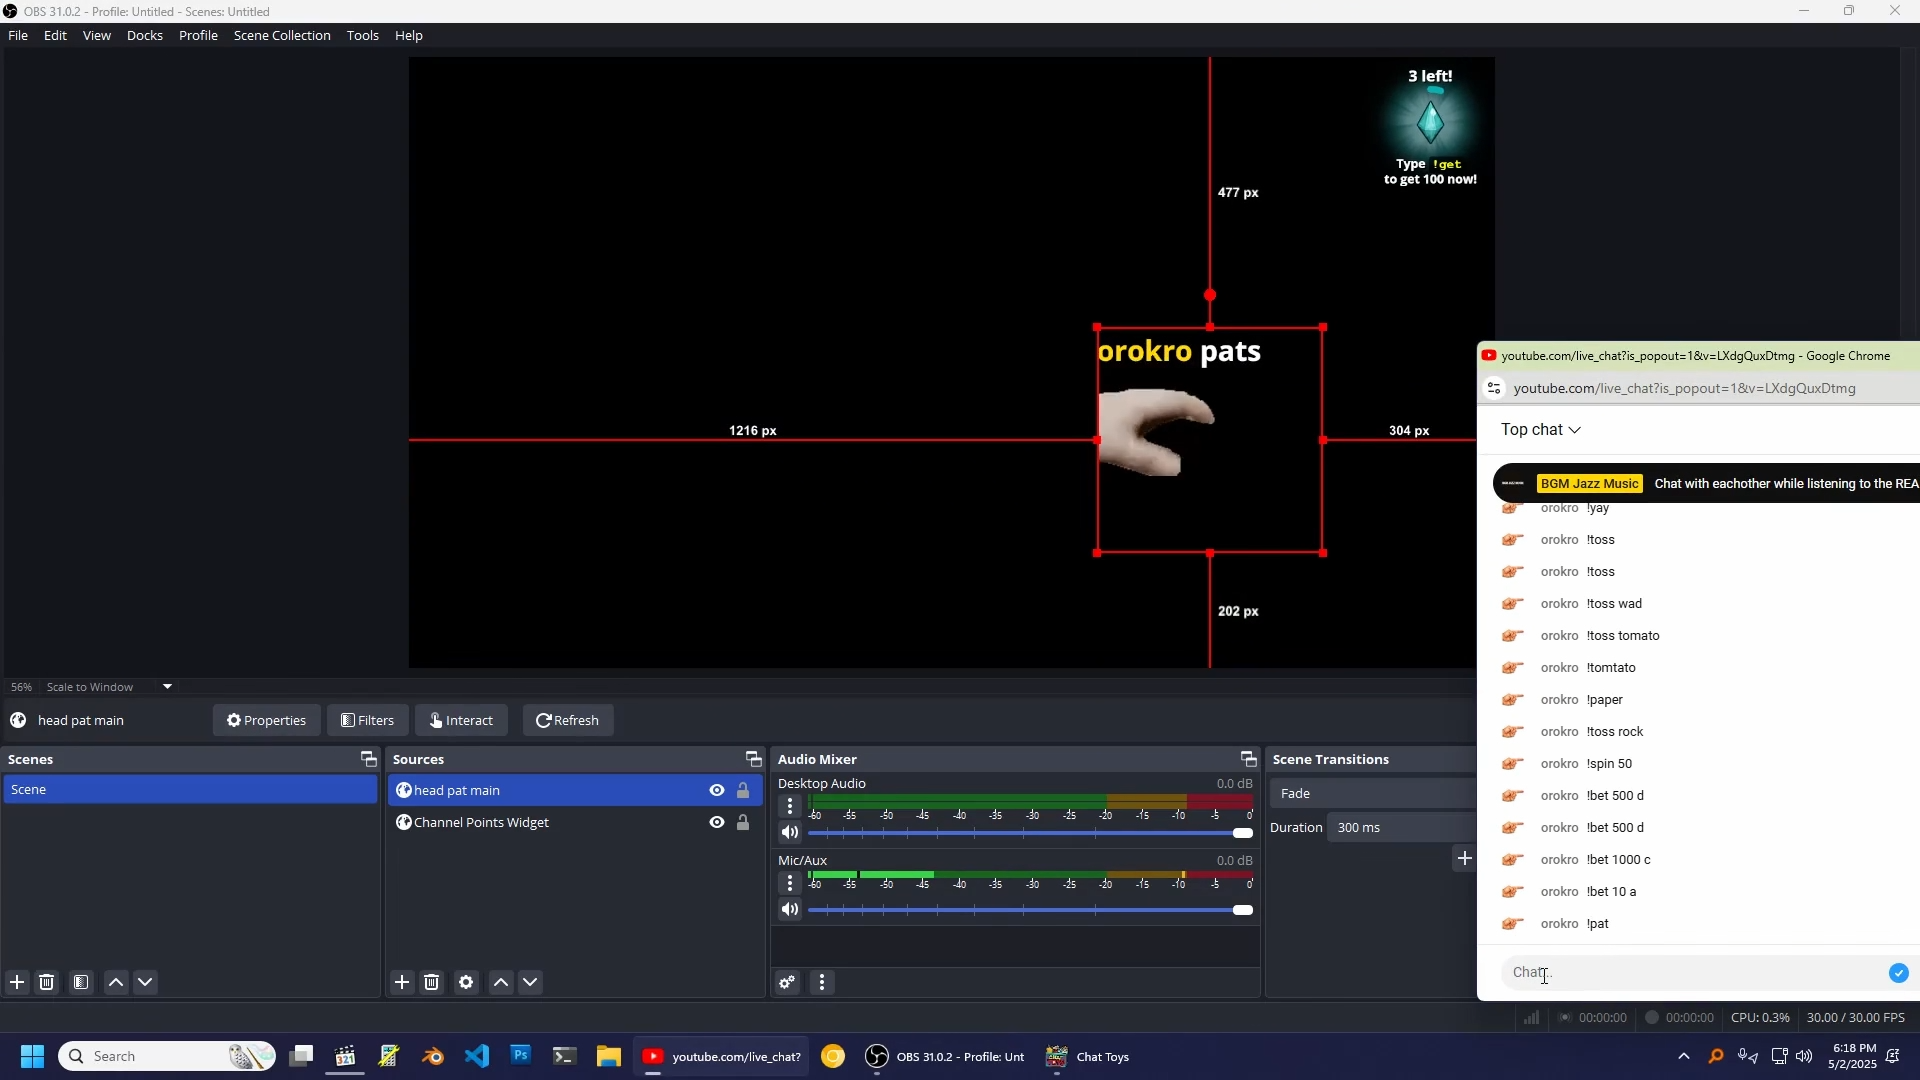 OBS 31.0.2 - Profile: Untitled - Scenes: Untitled
File Edit View Docks Profile Scene Collection Tools Help
3 left!
Type !get
to get 100 now!
477 px
orokro pats
1216 px
304 px
202 px
56% Scale to Window
head pat main Properties Filters Interact Refresh
Scenes
Scene
Sources
head pat main
Channel Points Widget
Audio Mixer
Desktop Audio 0.0 dB
-60 -55 -50 -45 -40 -35 -30 -25 -20 -15 -10 -5 0
Mic/Aux 0.0 dB
-60 -55 -50 -45 -40 -35 -30 -25 -20 -15 -10 -5 0
Scene Transitions
Fade
Duration 300 ms
youtube.com/live_chat?is_popout=1&v=LXdgQuxDtmg - Google Chrome
youtube.com/live_chat?is_popout=1&v=LXdgQuxDtmg
Top chat
BGM Jazz Music Chat with eachother while listening to the REA
orokro !yay
orokro !toss
orokro !toss
orokro !toss wad
orokro !toss tomato
orokro !tomtato
orokro !paper
orokro !toss rock
orokro !spin 50
orokro !bet 500 d
orokro !bet 500 d
orokro !bet 1000 c
orokro !bet 10 a
orokro !pat
Chat...
00:00:00 00:00:00 CPU: 0.3% 30.00 / 30.00 FPS
Search
321
Ps
youtube.com/live_chat?
OBS 31.0.2 - Profile: Unt
Chat Toys
6:18 PM
5/2/2025